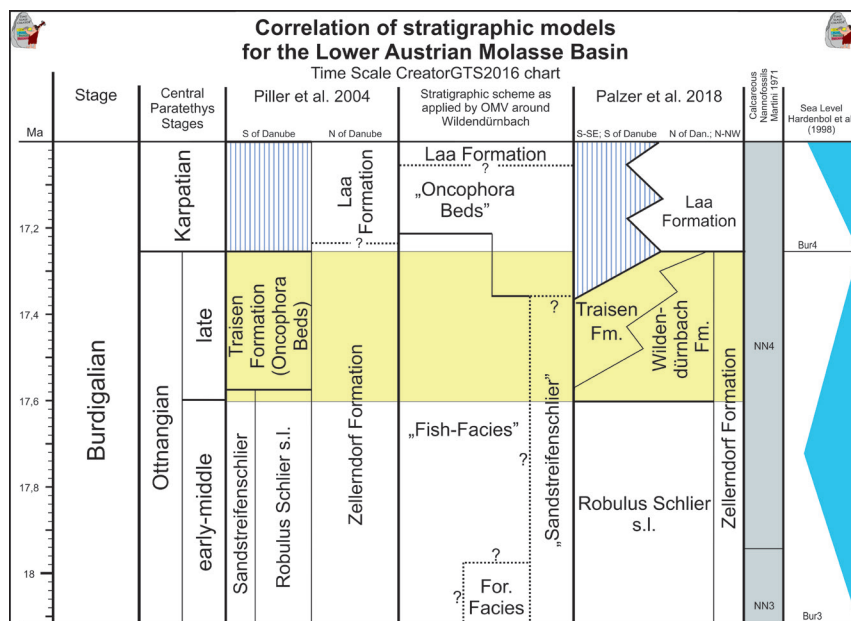 Correlation of stratigraphic models
for the Lower Austrian Molasse Basin
Time Scale CreatorGTS2016 chart
Ma
Stage
Central
Paratethys
Stages
Piller et al. 2004
S of Danube
N of Danube
Stratigraphic scheme as
applied by OMV around
Wildendürnbach
Palzer et al. 2018
S-SE; S of Danube
N of Dan.; N-NW
Calcareous
Nannofossils
Martini 1971
Sea Level
Hardenbol et al
(1998)
17,2
17,4
17,6
17,8
18
Burdigalian
Karpatian
Ottnangian
late
early-middle
Traisen
Formation
(Oncophora
Beds)
Sandstreifenschlier
Robulus Schlier s.l.
Laa
Formation
?
Zellerndorf Formation
Laa Formation
?
„Oncophora
Beds”
?
„Fish-Facies”
?
„Sandstreifenschlier”
?
?
For.
Facies
Laa
Formation
Traisen
Fm.
Wilden-
dürnbach
Fm.
Robulus Schlier
s.l.
Zellerndorf Formation
NN4
NN3
Bur4
Bur3